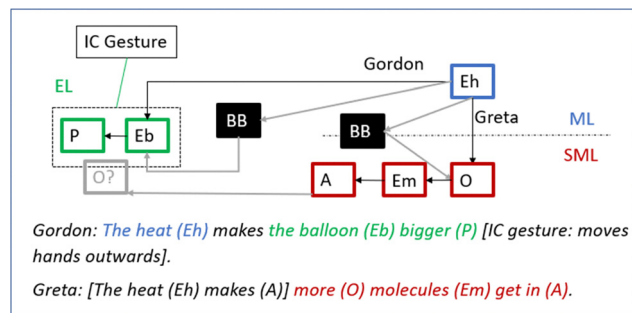 IC Gesture
Gordon
Eh
EL
Greta
BB
BB
ML
P
Eb
SML
O?
A
Em
O
Gordon: The heat (Eh) makes the balloon (Eb) bigger (P) [IC gesture: moves
hands outwards].
Greta: [The heat (Eh) makes (A)] more (O) molecules (Em) get in (A).